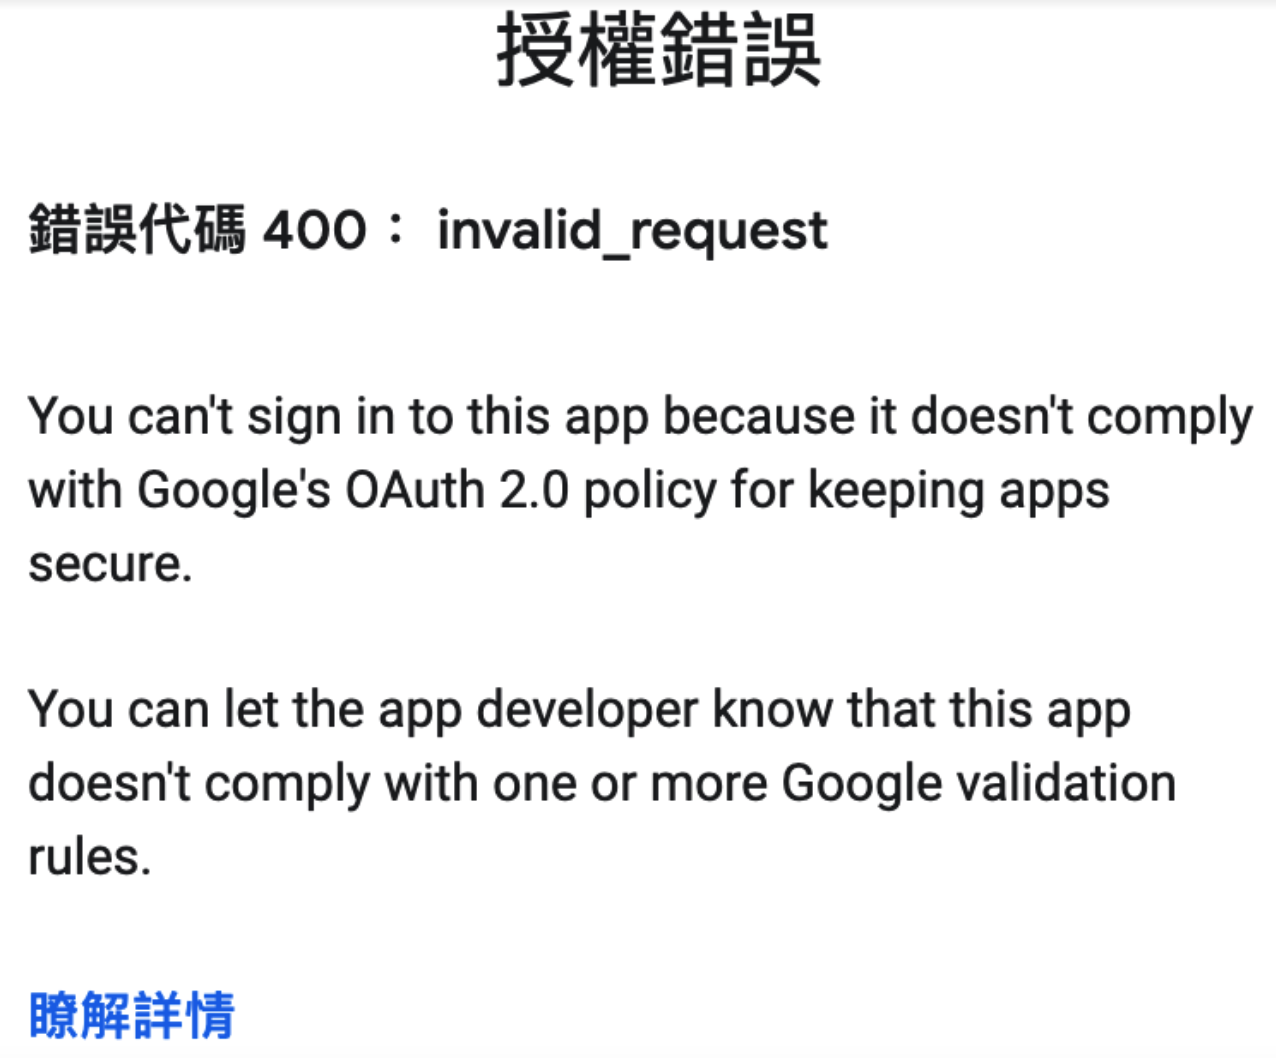 授權錯誤
錯誤代碼 400： invalid_request
You can't sign in to this app because it doesn't comply
with Google's OAuth 2.0 policy for keeping apps
secure.
You can let the app developer know that this app
doesn't comply with one or more Google validation
rules.
瞭解詳情